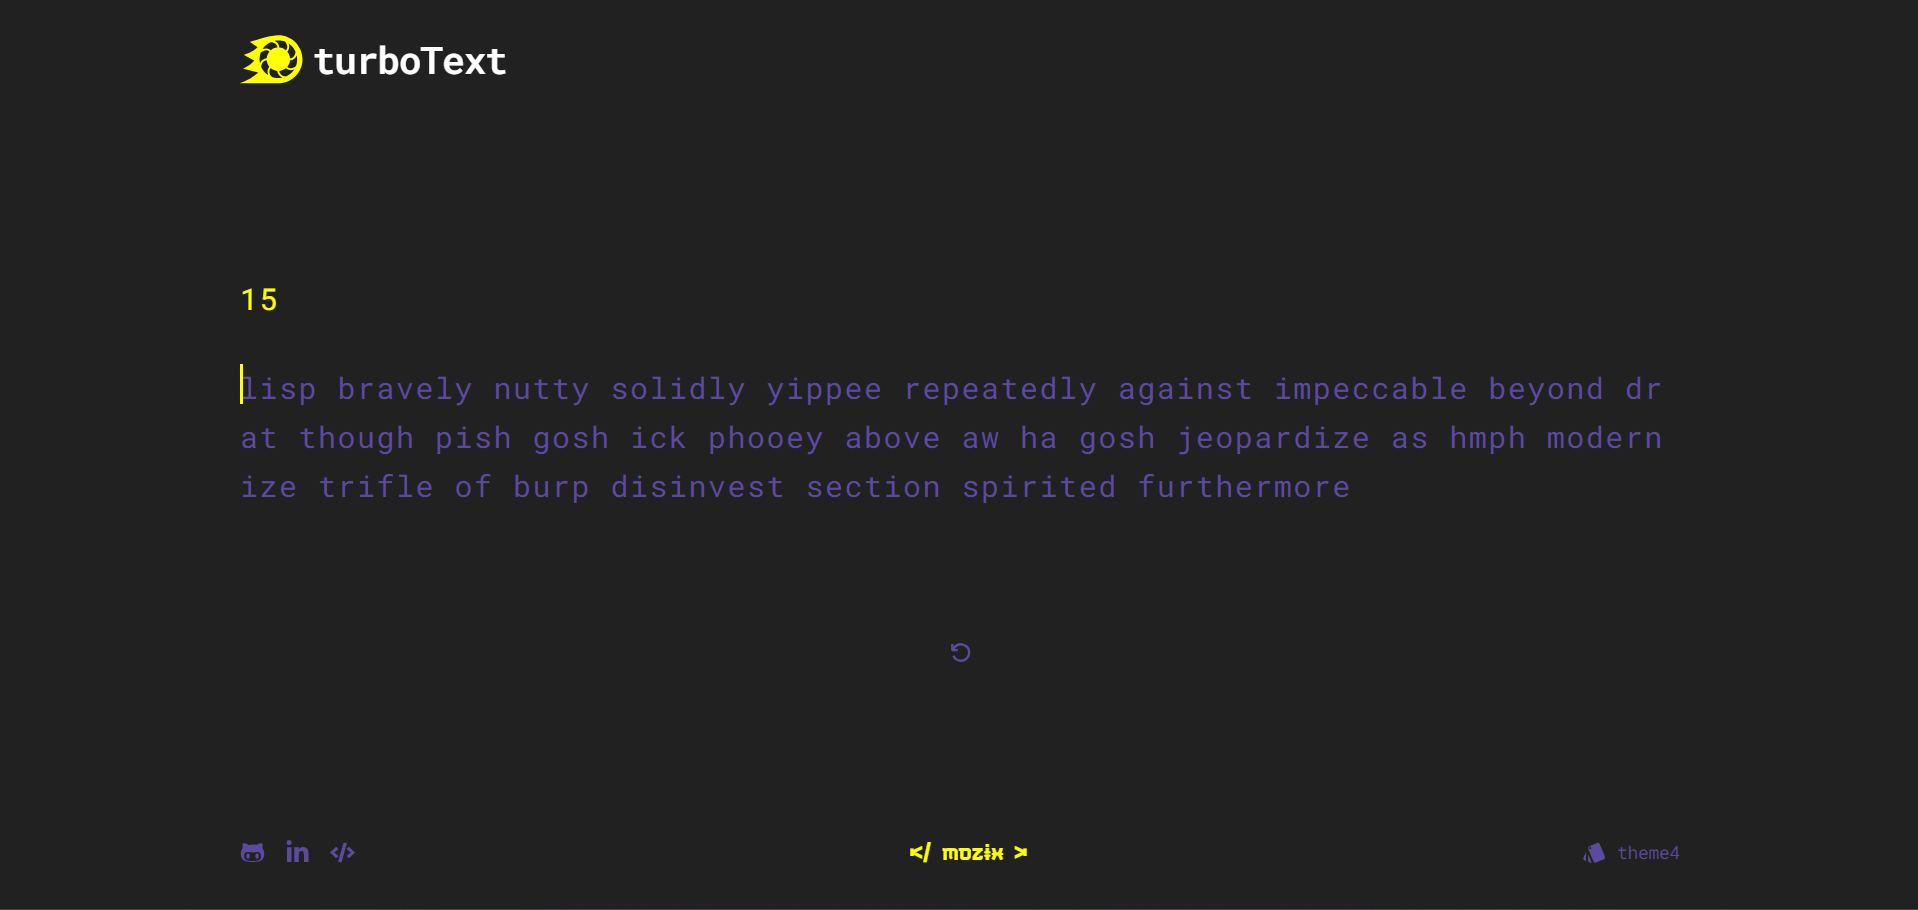 turboText
15
lisp bravely nutty solidly yippee repeatedly against impeccable beyond dr
at though pish gosh ick phooey above aw ha gosh jeopardize as hmph modern
ize trifle of burp disinvest section spirited furthermore
in </> </ mozix > theme4